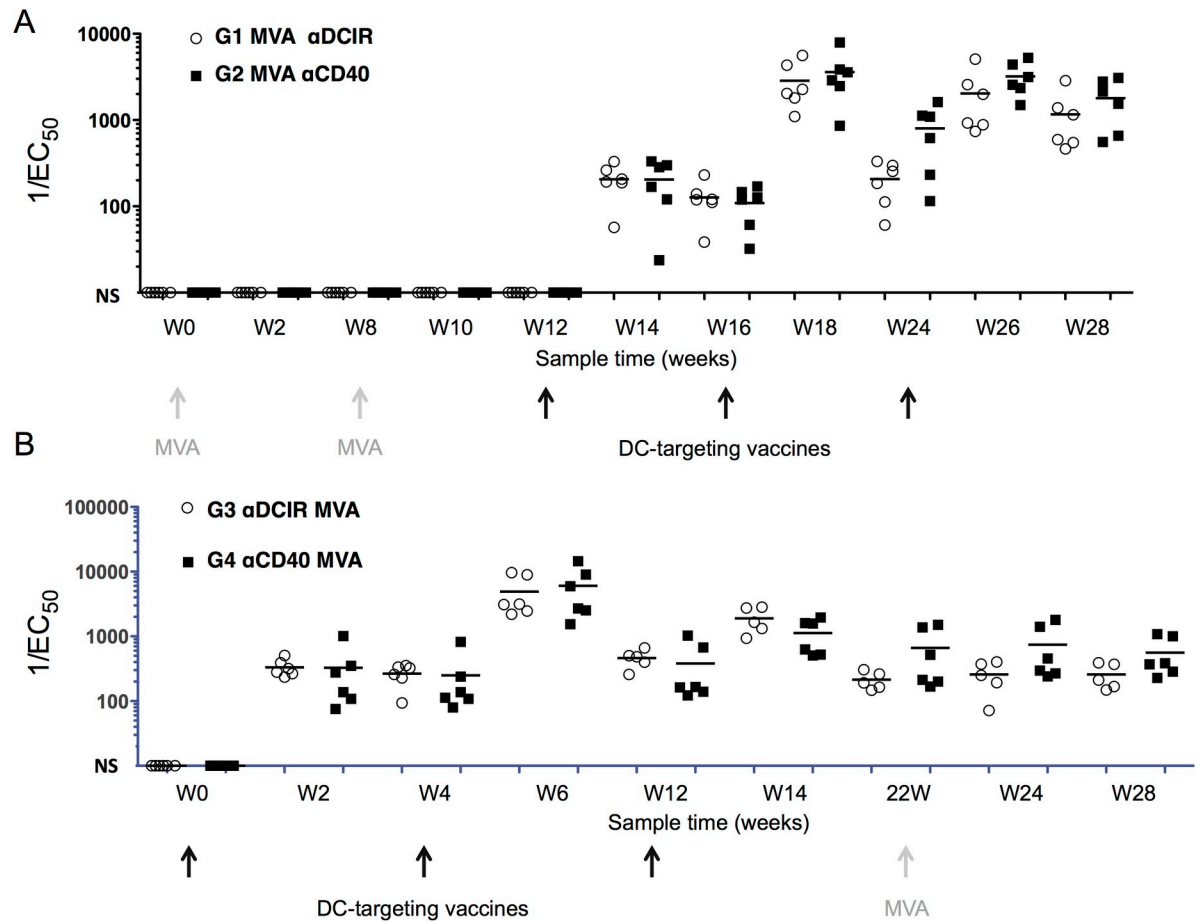 A
10000
1000
100
NS
1/EC50
G1 MVA αDCIR
G2 MVA αCD40
W0 W2 W8 W10 W12 W14 W16 W18 W24 W26 W28
Sample time (weeks)
MVA MVA DC-targeting vaccines
B
100000
10000
1000
100
NS
1/EC50
G3 αDCIR MVA
G4 αCD40 MVA
W0 W2 W4 W6 W12 W14 22W W24 W28
Sample time (weeks)
DC-targeting vaccines MVA